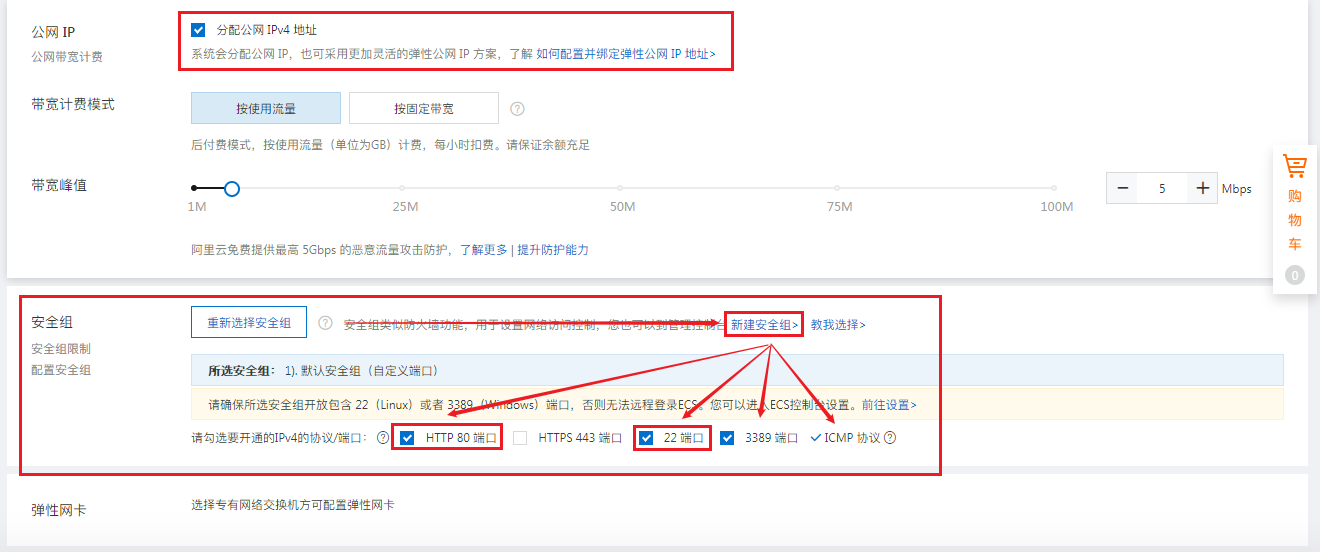 公网 IP
公网带宽计费
分配公网 IPv4 地址
系统会分配公网 IP，也可采用更加灵活的弹性公网 IP 方案，了解 如何配置并绑定弹性公网 IP 地址>
带宽计费模式
按使用流量
按固定带宽
?
后付费模式，按使用流量（单位为GB）计费，每小时扣费。请保证余额充足
带宽峰值
1M
25M
50M
75M
100M
− 5 + Mbps
阿里云免费提供最高 5Gbps 的恶意流量攻击防护，了解更多 | 提升防护能力
购
物
车
0
安全组
安全组限制
配置安全组
重新选择安全组
? 安全组类似防火墙功能，用于设置网络访问控制，您也可以到管理控制台 新建安全组> 教我选择>
所选安全组： 1). 默认安全组（自定义端口）
请确保所选安全组开放包含 22（Linux）或者 3389（Windows）端口，否则无法远程登录ECS。您可以进入ECS控制台设置。前往设置>
请勾选要开通的IPv4的协议/端口： ? HTTP 80 端口 HTTPS 443 端口 22 端口 3389 端口 ICMP 协议 ?
弹性网卡
选择专有网络交换机方可配置弹性网卡